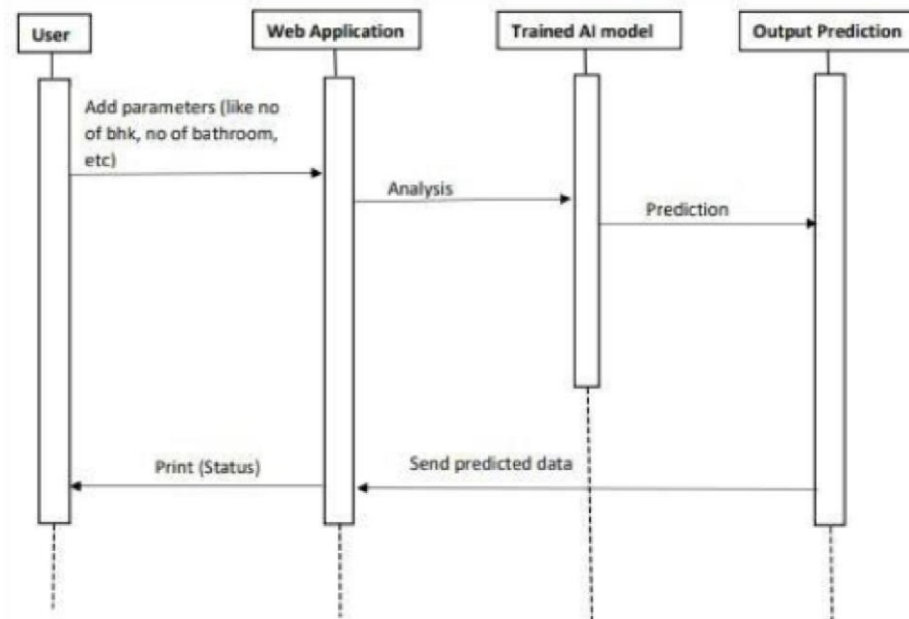 User
Web Application
Trained AI model
Output Prediction
Add parameters (like no
of bhk, no of bathroom,
etc)
Analysis
Prediction
Send predicted data
Print (Status)